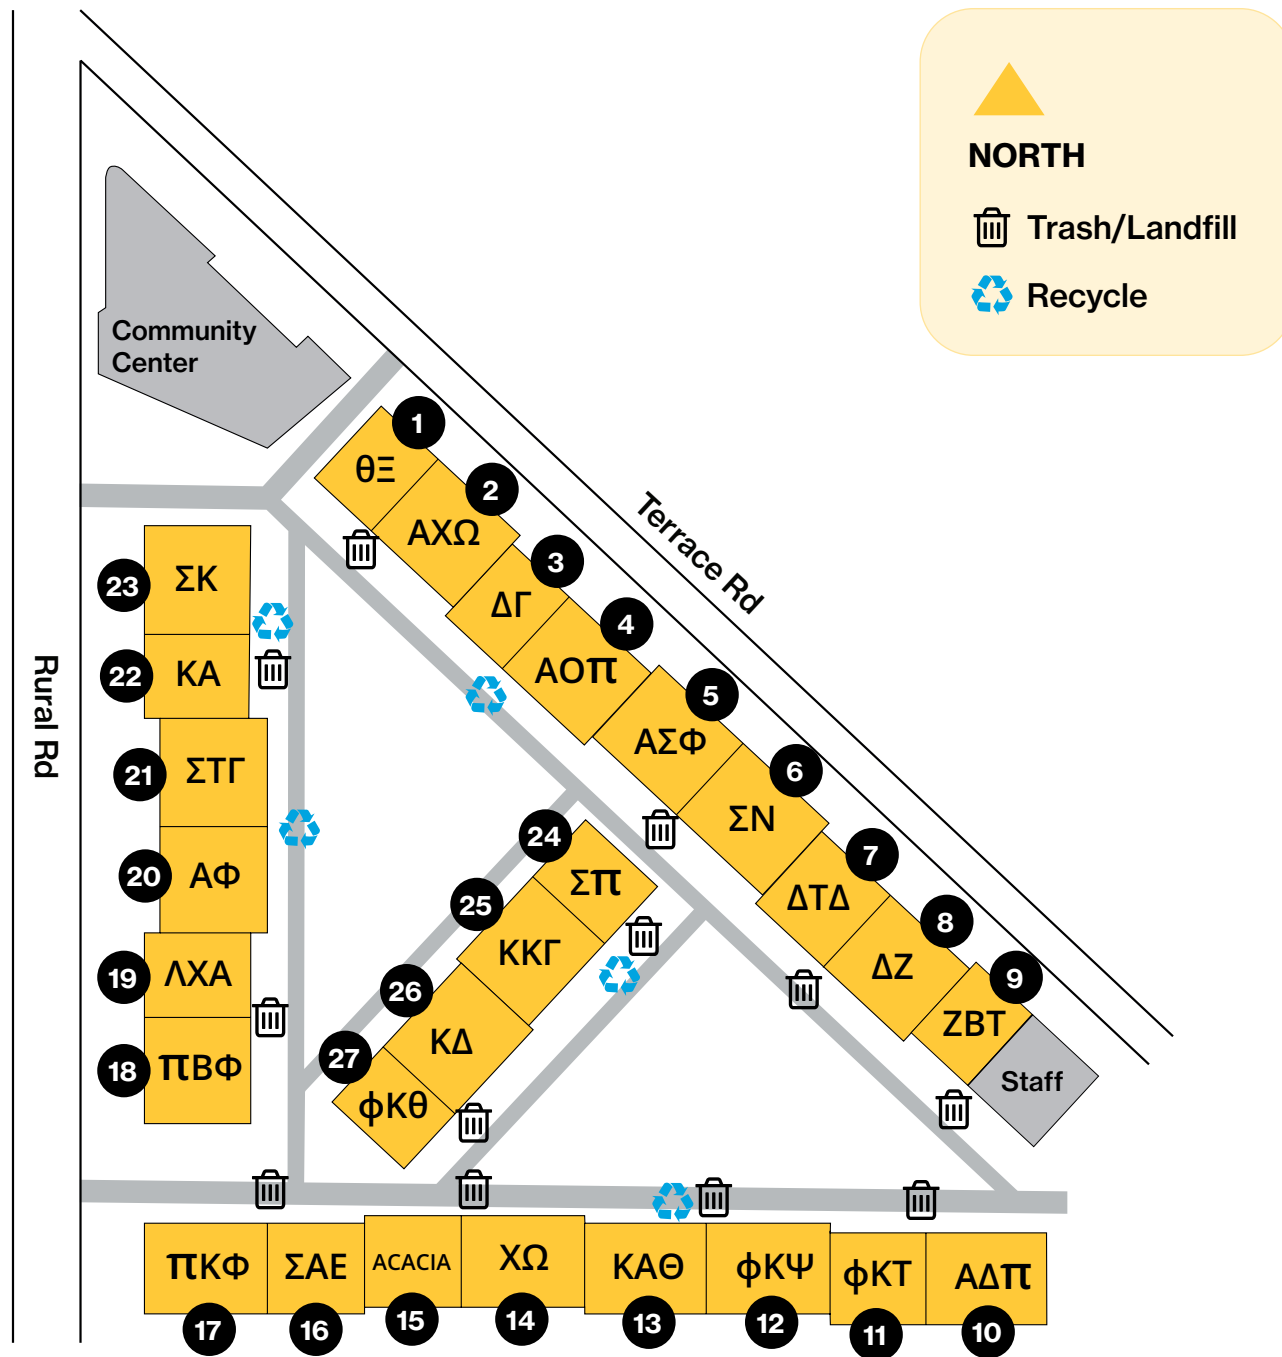 NORTH
Trash/Landfill
Recycle
Community
Center
Terrace Rd
Rural Rd
1
θΞ
2
ΑΧΩ
3
ΔΓ
4
ΑΟπ
5
ΑΣΦ
6
ΣΝ
7
ΔΤΔ
8
ΔΖ
9
ΖΒΤ
Staff
23
ΣΚ
22
ΚΑ
21
ΣΤΓ
20
ΑΦ
19
ΛΧΑ
18
πΒΦ
24
Σπ
25
ΚΚΓ
26
ΚΔ
27
ϕΚθ
πΚΦ
ΣΑΕ
ACACIA
ΧΩ
ΚΑΘ
ϕΚΨ
ϕΚΤ
ΑΔπ
17
16
15
14
13
12
11
10